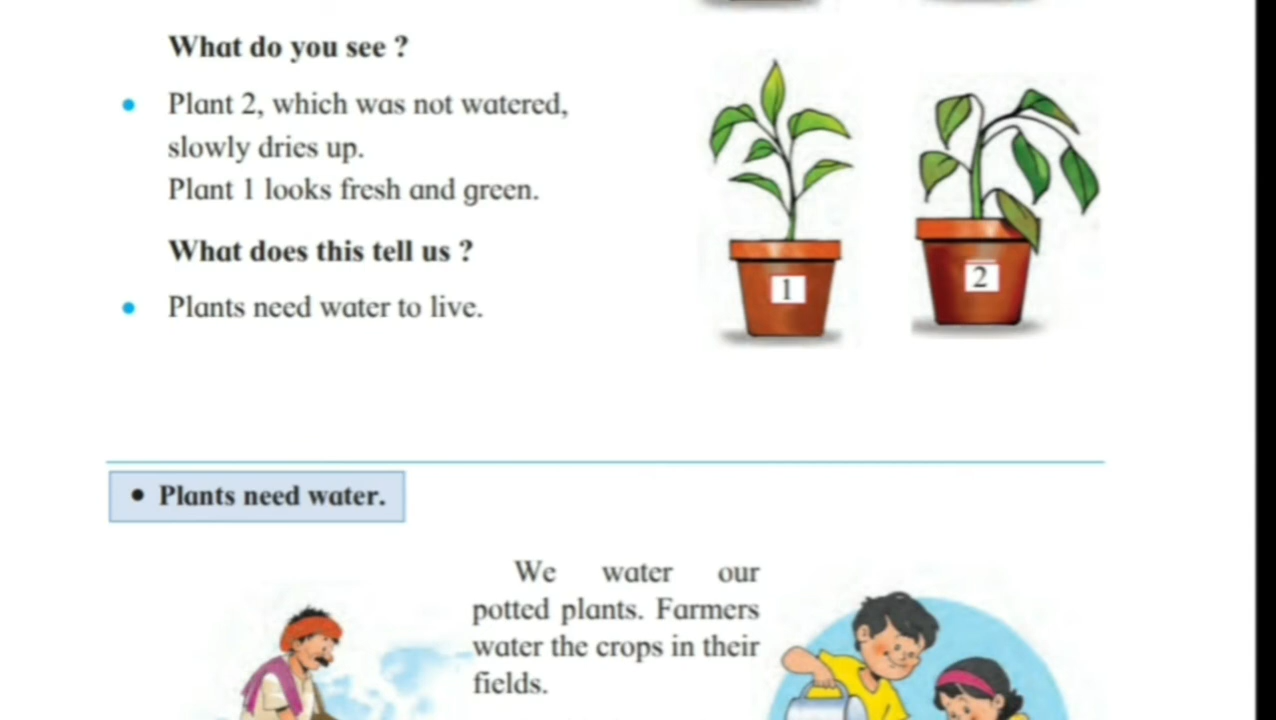 What do you see ?
• Plant 2, which was not watered,
slowly dries up.
Plant 1 looks fresh and green.
What does this tell us ?
• Plants need water to live.
1
2
• Plants need water.
We water our
potted plants. Farmers
water the crops in their
fields.